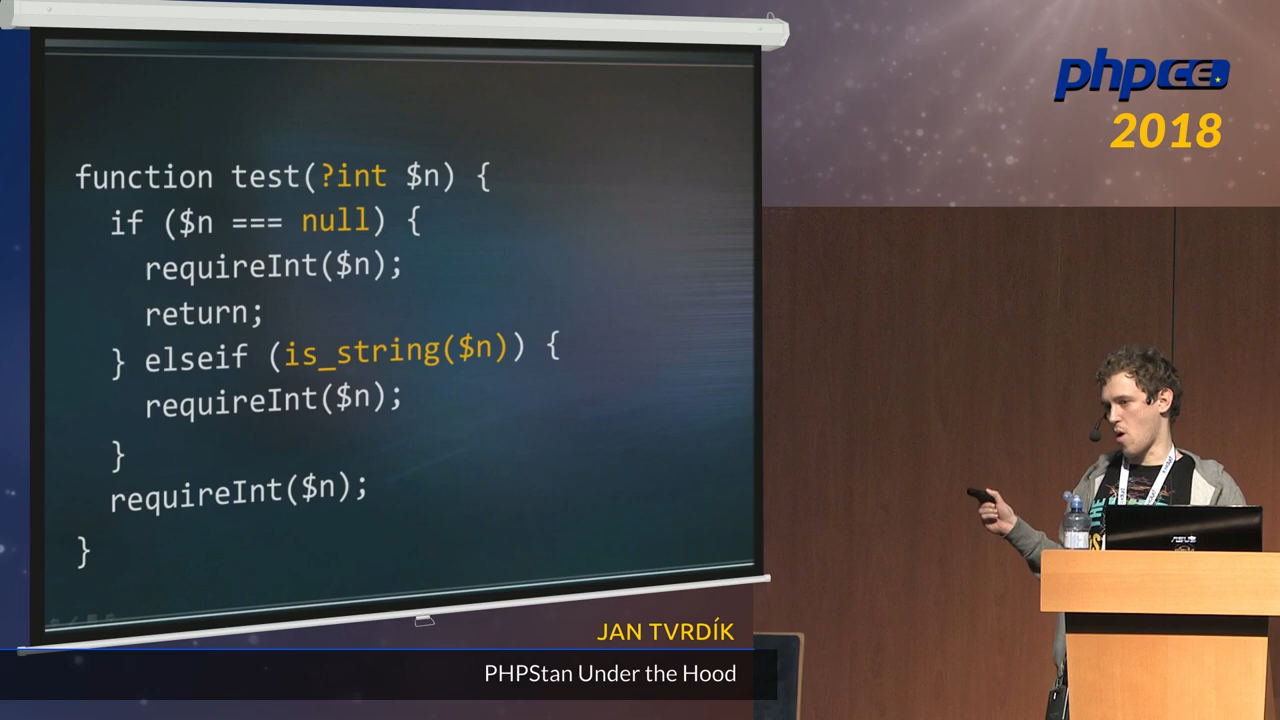 function test(?int $n) {
if ($n === null) {
requireInt($n);
return;
} elseif (is_string($n)) {
requireInt($n);
}
requireInt($n);
}
phpce
2018
ASUS
JAN TVRDÍK
PHPStan Under the Hood